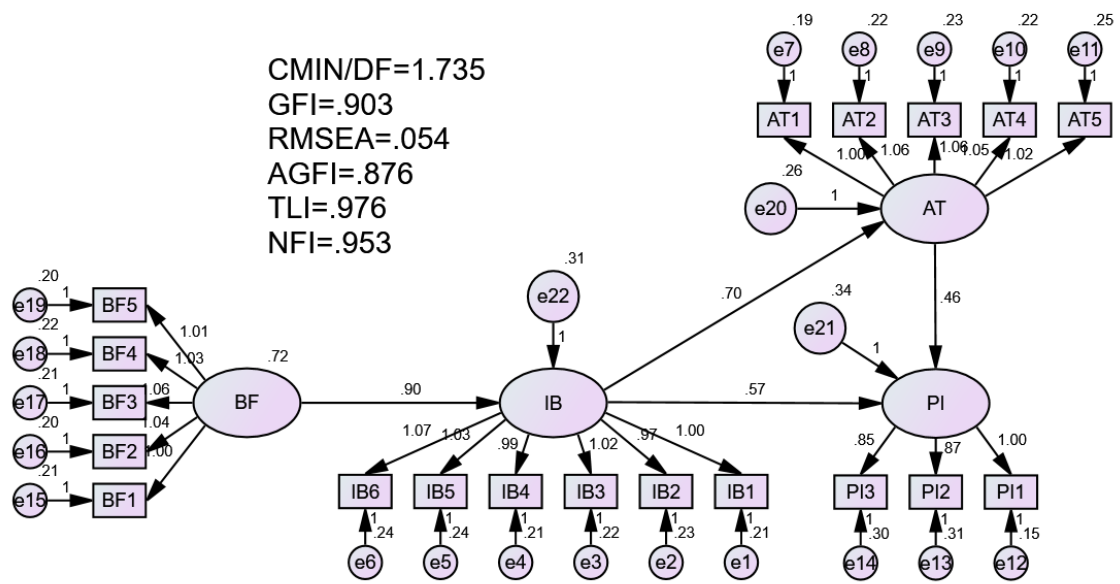 .19 .22 .23 .22 .25
e7 e8 e9 e10 e11
1 1 1 1 1
AT1 AT2 AT3 AT4 AT5
1.00 1.06 1.06 1.05 1.02
CMIN/DF=1.735
GFI=.903
RMSEA=.054
AGFI=.876
TLI=.976
NFI=.953
.26
e20 1 AT
.31
e22
1
.70
.46
.34
e21
1
.20
e19 1 BF5
1.01
.22
e18 1 BF4
1.03
.21
e17 1 BF3
1.06
.20
e16 1 BF2
1.04
.21
e15 1 BF1
1.00
.72
BF .90 IB .57 PI
1.07 1.03 .99 1.02 .97 1.00
.85 .87 1.00
IB6 IB5 IB4 IB3 IB2 IB1
PI3 PI2 PI1
1 1 1 1 1 1
.24 .24 .21 .22 .23 .21
1 1 1
.30 .31 .15
e6 e5 e4 e3 e2 e1
e14 e13 e12